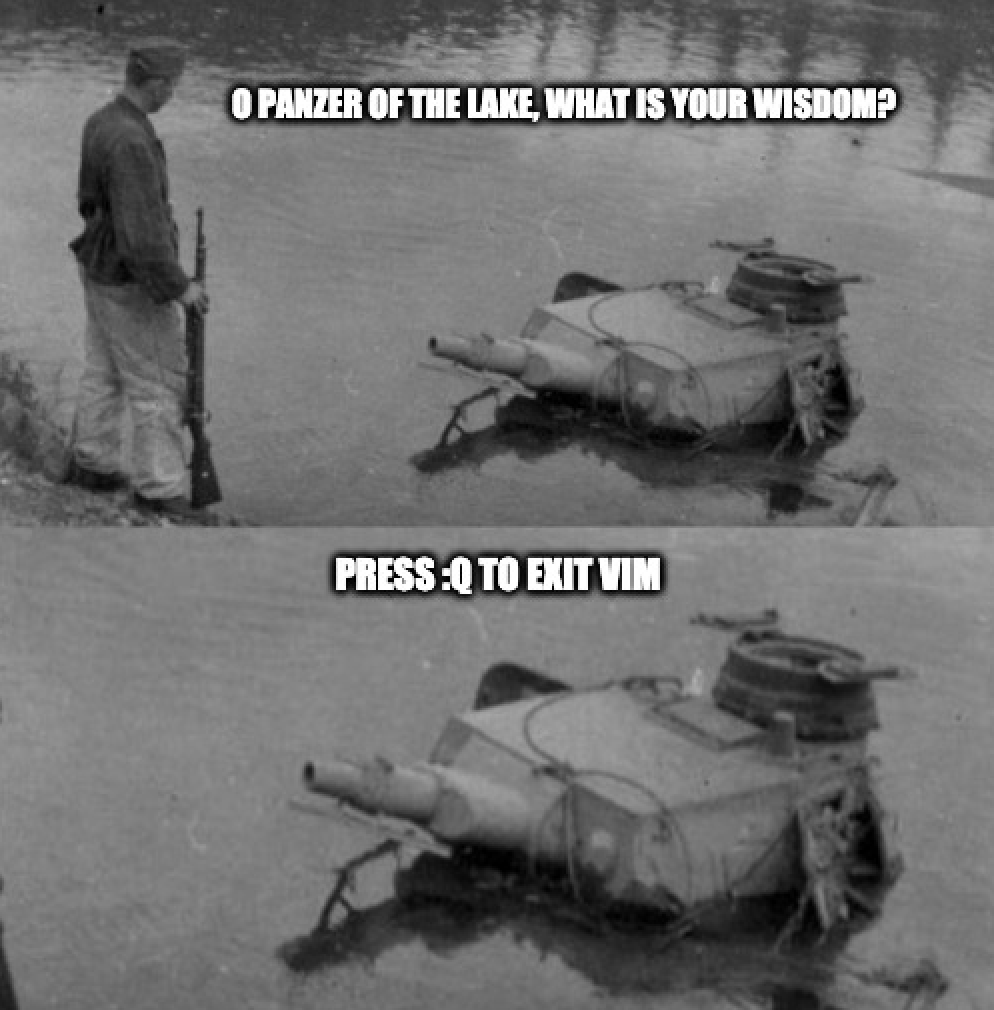 O PANZER OF THE LAKE, WHAT IS YOUR WISDOM?
PRESS :Q TO EXIT VIM